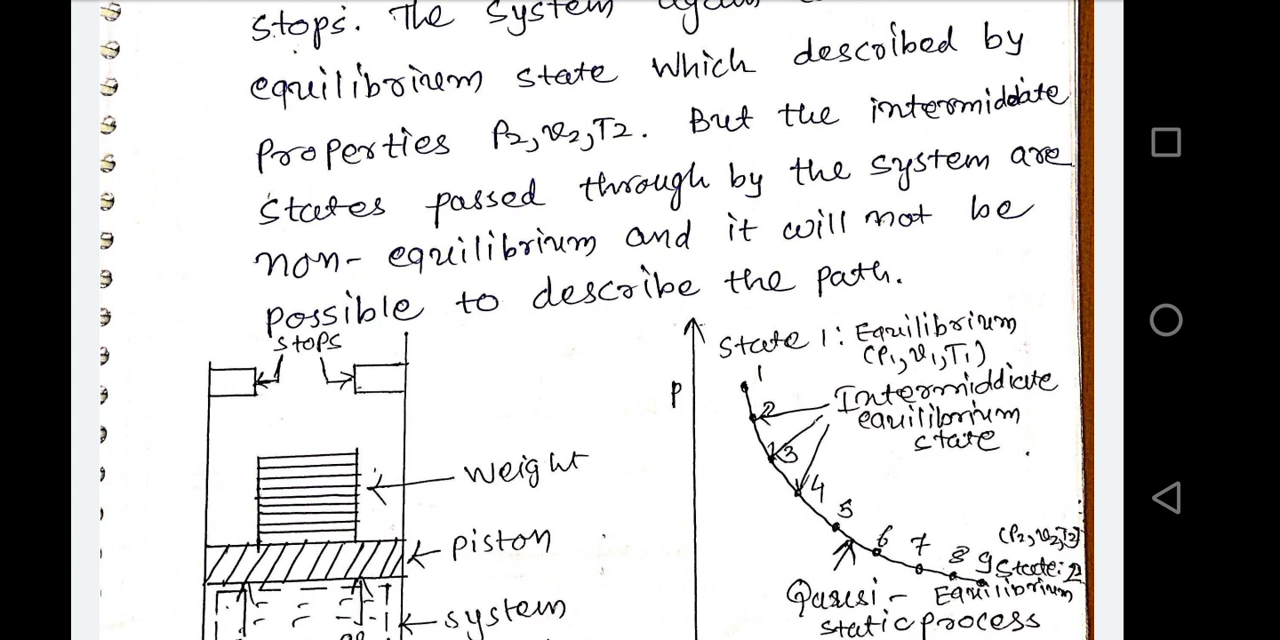 stops. The system
equilibrium state which described by
properties P2, v2, T2. But the intermiddiate
states passed through by the system are
non-equilibrium and it will not be
possible to describe the path.
stops
weight
piston
system
P
State 1: Equilibrium
(P1, v1, T1)
Intermiddiate
equilibrium
state
1
2
3
4
5
6
7
8
9
(P2, v2, T2)
State: 2
Equilibrium
Quasi-
static process